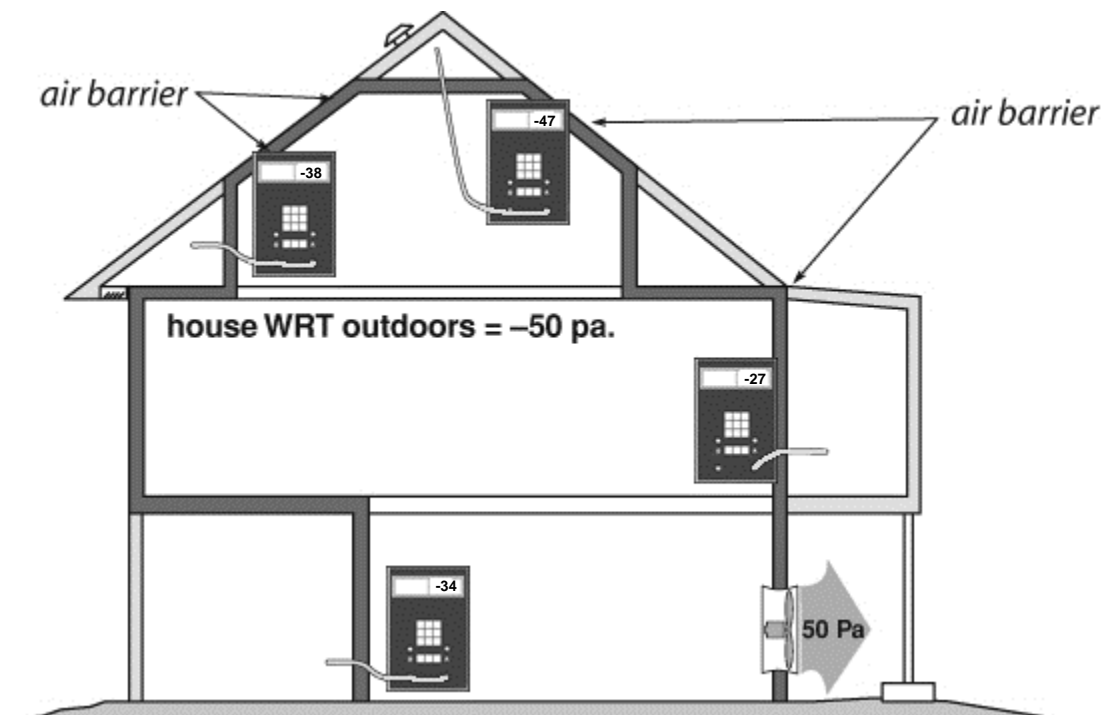 air barrier
air barrier
-47
-38
house WRT outdoors = –50 pa.
-27
-34
50 Pa